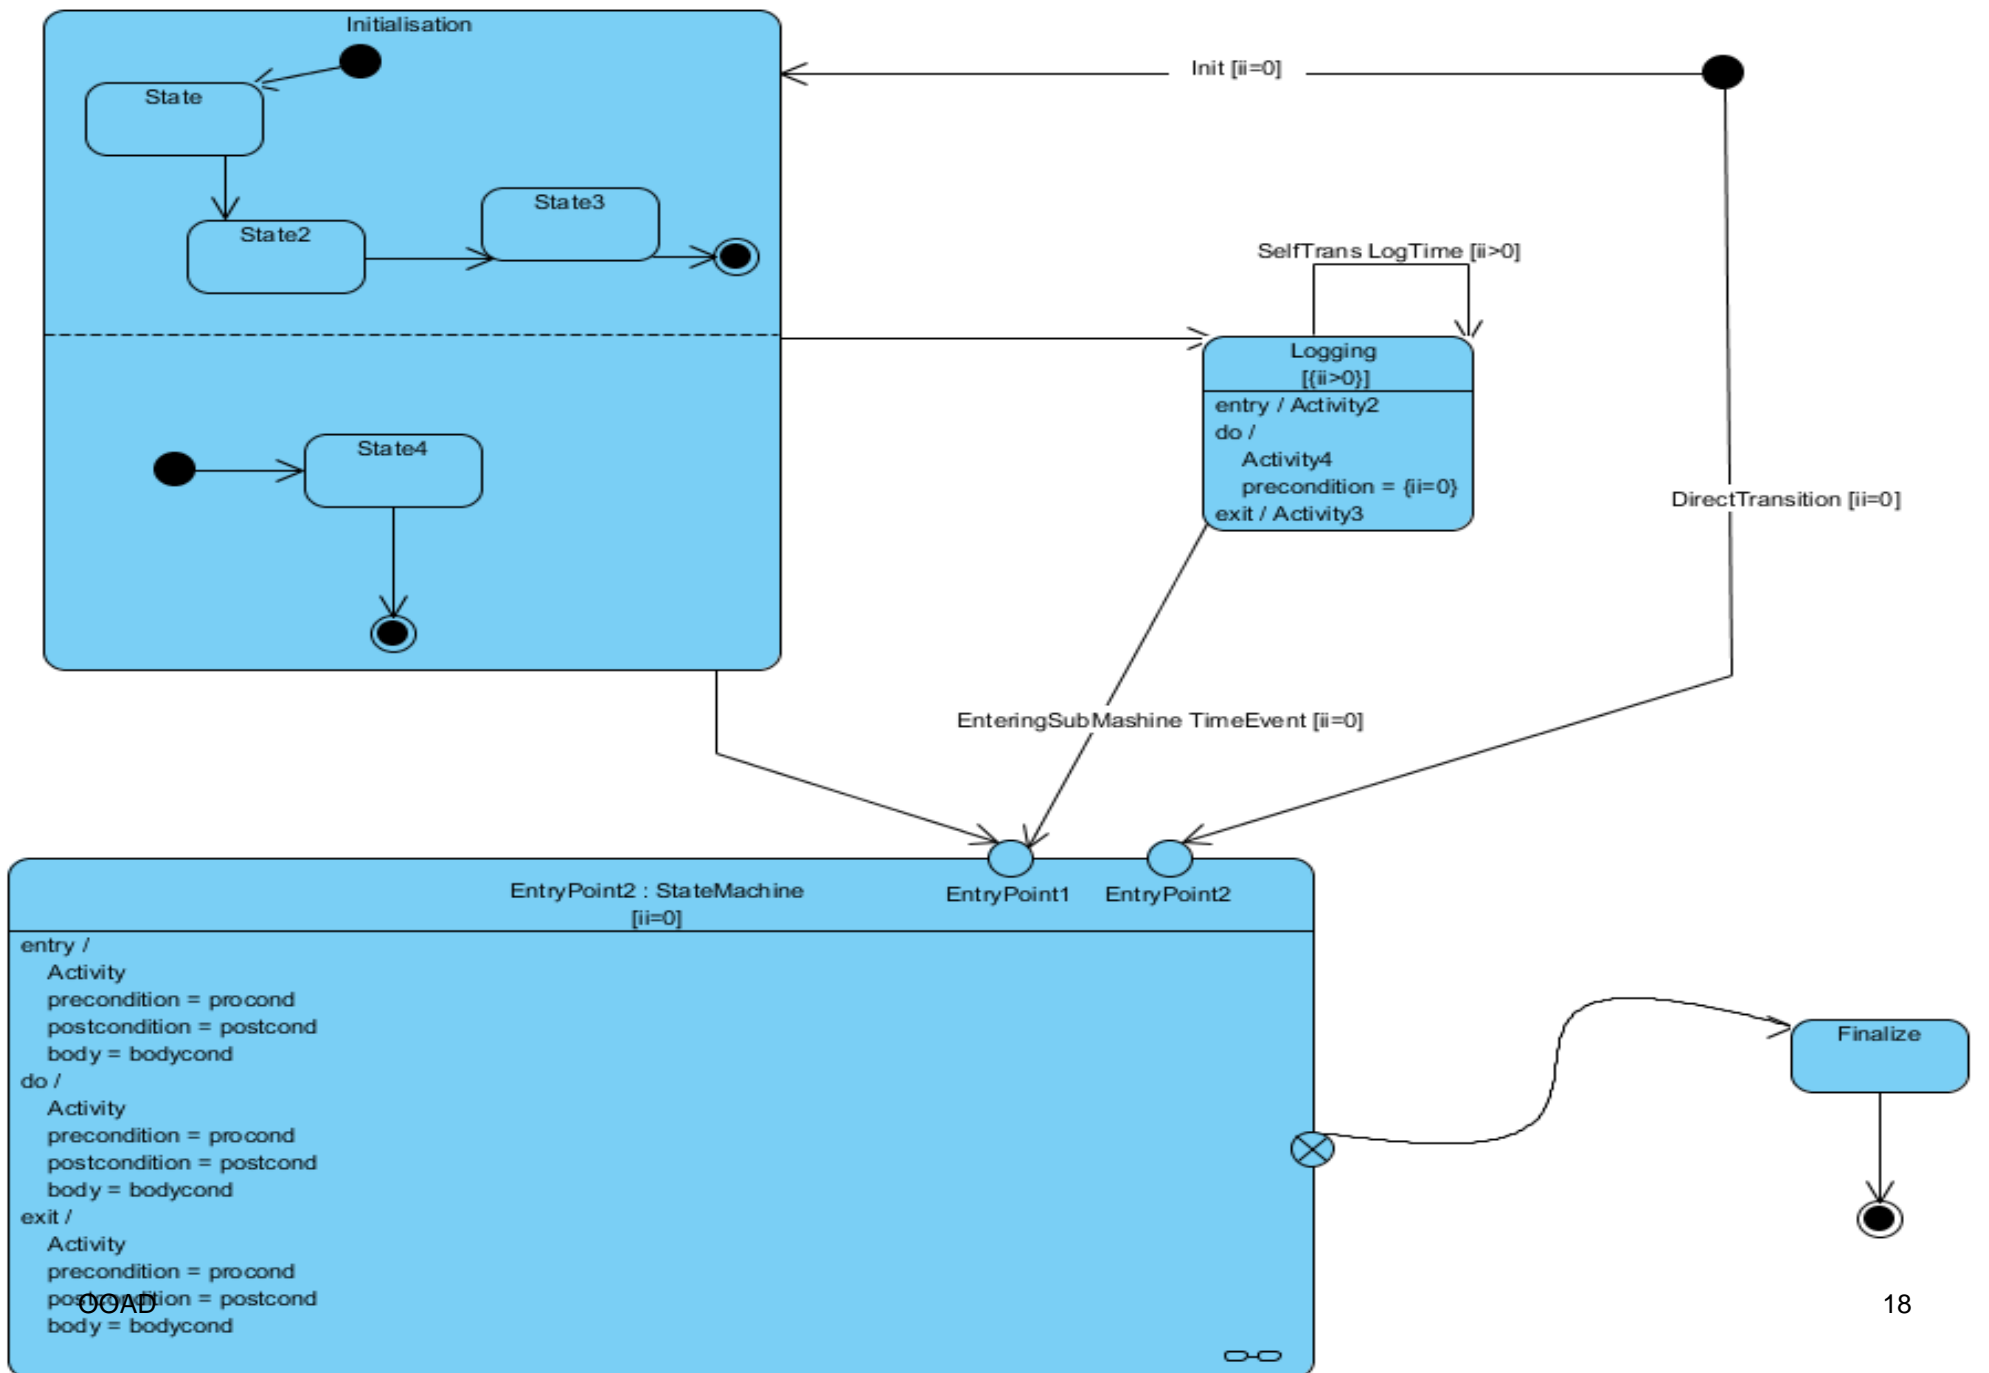 Initialisation
State
State2
State3
State4
Init [ii=0]
SelfTrans LogTime [ii>0]
Logging
[{ii>0}]
entry / Activity2
do /
Activity4
precondition = {ii=0}
exit / Activity3
DirectTransition [ii=0]
EnteringSubMashine TimeEvent [ii=0]
EntryPoint2 : StateMachine
[ii=0]
EntryPoint1
EntryPoint2
entry /
Activity
precondition = procond
postcondition = postcond
body = bodycond
do /
Activity
precondition = procond
postcondition = postcond
body = bodycond
exit /
Activity
precondition = procond
postcondition = postcond
body = bodycond
Finalize
OOAD
18